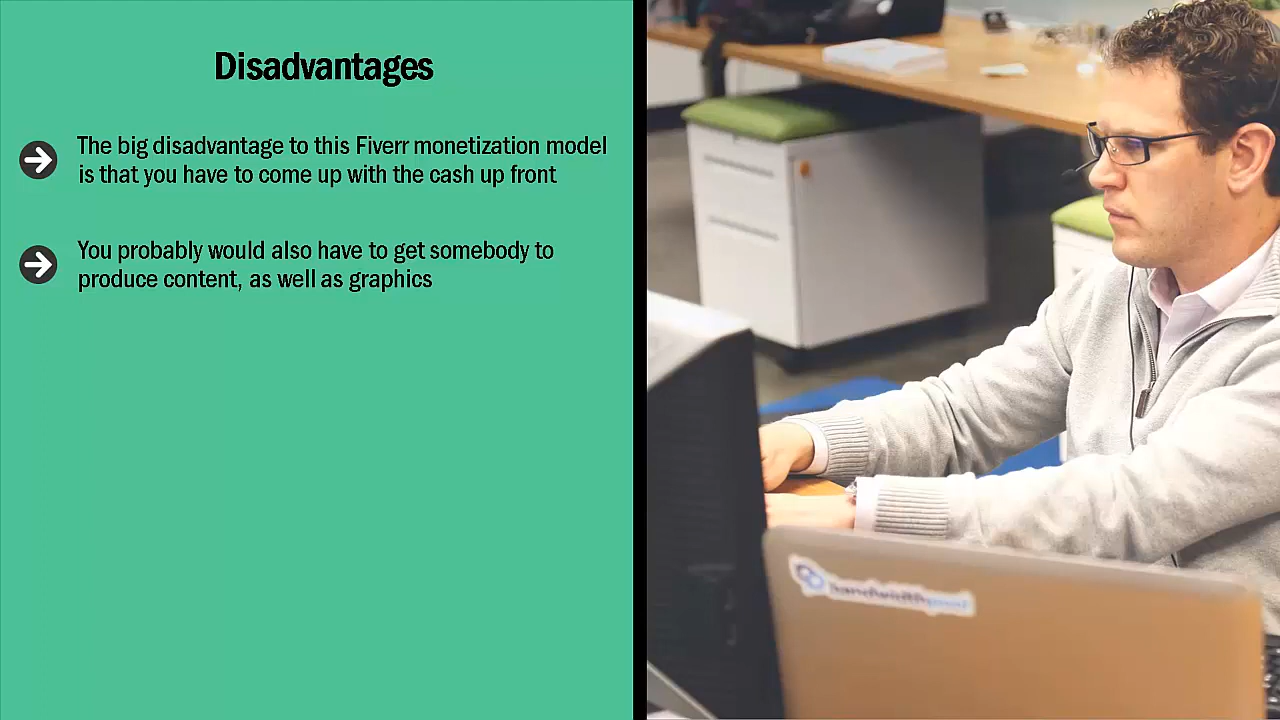 Disadvantages
The big disadvantage to this Fiverr monetization model
is that you have to come up with the cash up front
You probably would also have to get somebody to
produce content, as well as graphics